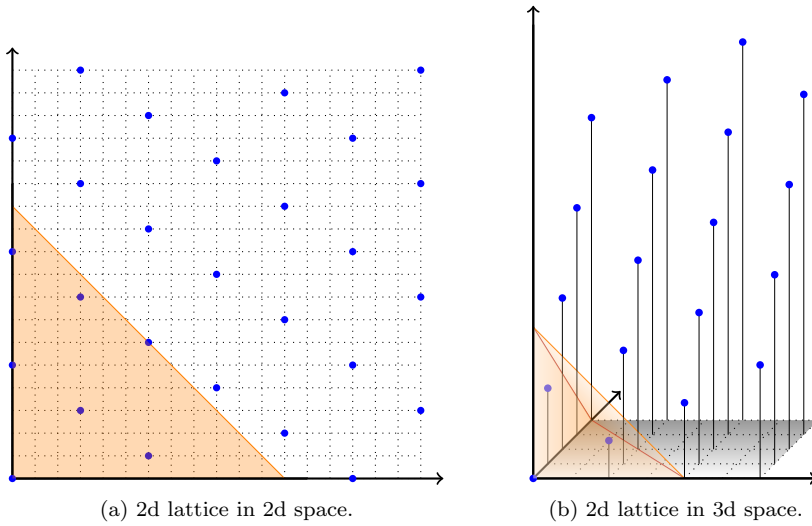 (a) 2d lattice in 2d space.
(b) 2d lattice in 3d space.